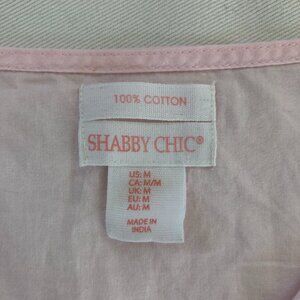 100% COTTON
SHABBY CHIC®
US: M
CA: M/M
UK: M
EU: M
AU: M
MADE IN
INDIA